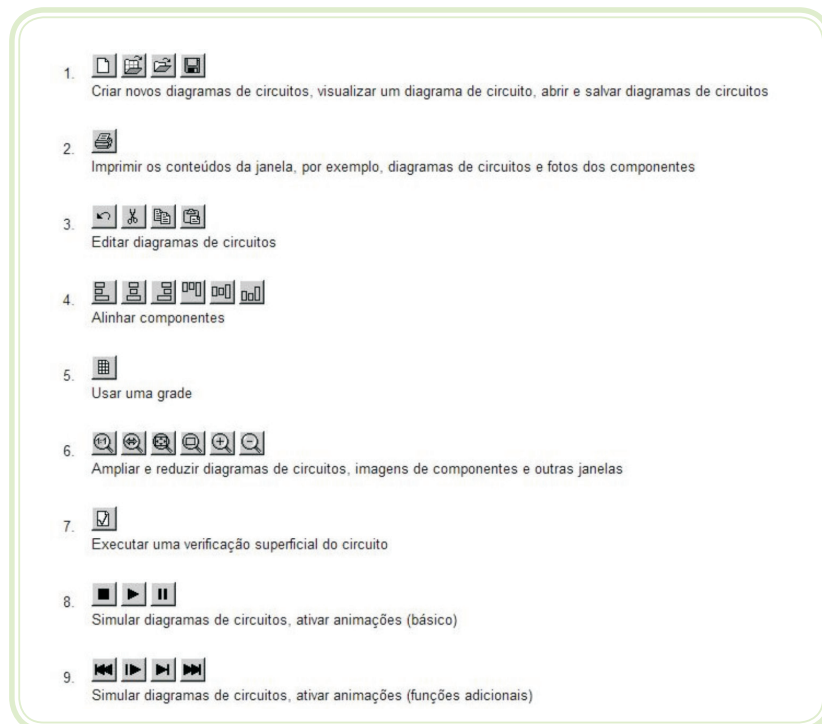 1.
Criar novos diagramas de circuitos, visualizar um diagrama de circuito, abrir e salvar diagramas de circuitos
2.
Imprimir os conteúdos da janela, por exemplo, diagramas de circuitos e fotos dos componentes
3.
Editar diagramas de circuitos
4.
Alinhar componentes
5.
Usar uma grade
6. 1:1
Ampliar e reduzir diagramas de circuitos, imagens de componentes e outras janelas
7.
Executar uma verificação superficial do circuito
8.
Simular diagramas de circuitos, ativar animações (básico)
9.
Simular diagramas de circuitos, ativar animações (funções adicionais)